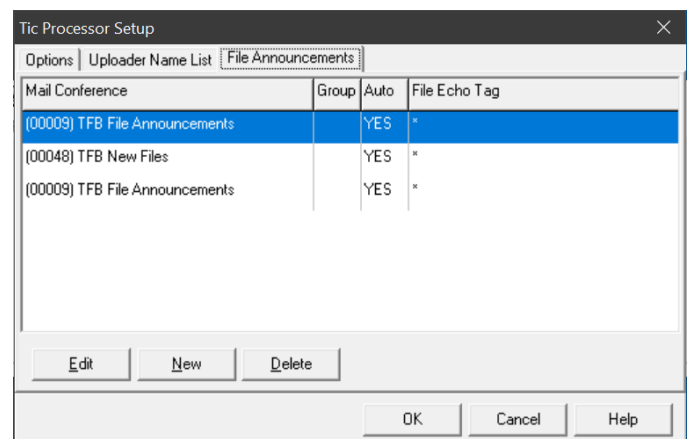 Tic Processor Setup
Options Uploader Name List File Announcements
Mail Conference Group Auto File Echo Tag
(00009) TFB File Announcements YES *
(00048) TFB New Files YES *
(00009) TFB File Announcements YES *
Edit New Delete
OK Cancel Help